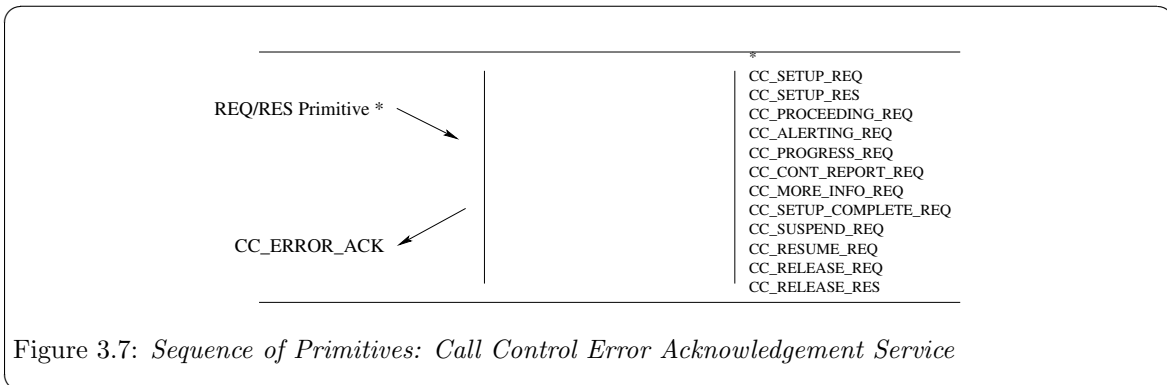 REQ/RES Primitive *
CC_ERROR_ACK
*
CC_SETUP_REQ
CC_SETUP_RES
CC_PROCEEDING_REQ
CC_ALERTING_REQ
CC_PROGRESS_REQ
CC_CONT_REPORT_REQ
CC_MORE_INFO_REQ
CC_SETUP_COMPLETE_REQ
CC_SUSPEND_REQ
CC_RESUME_REQ
CC_RELEASE_REQ
CC_RELEASE_RES
Figure 3.7: Sequence of Primitives: Call Control Error Acknowledgement Service